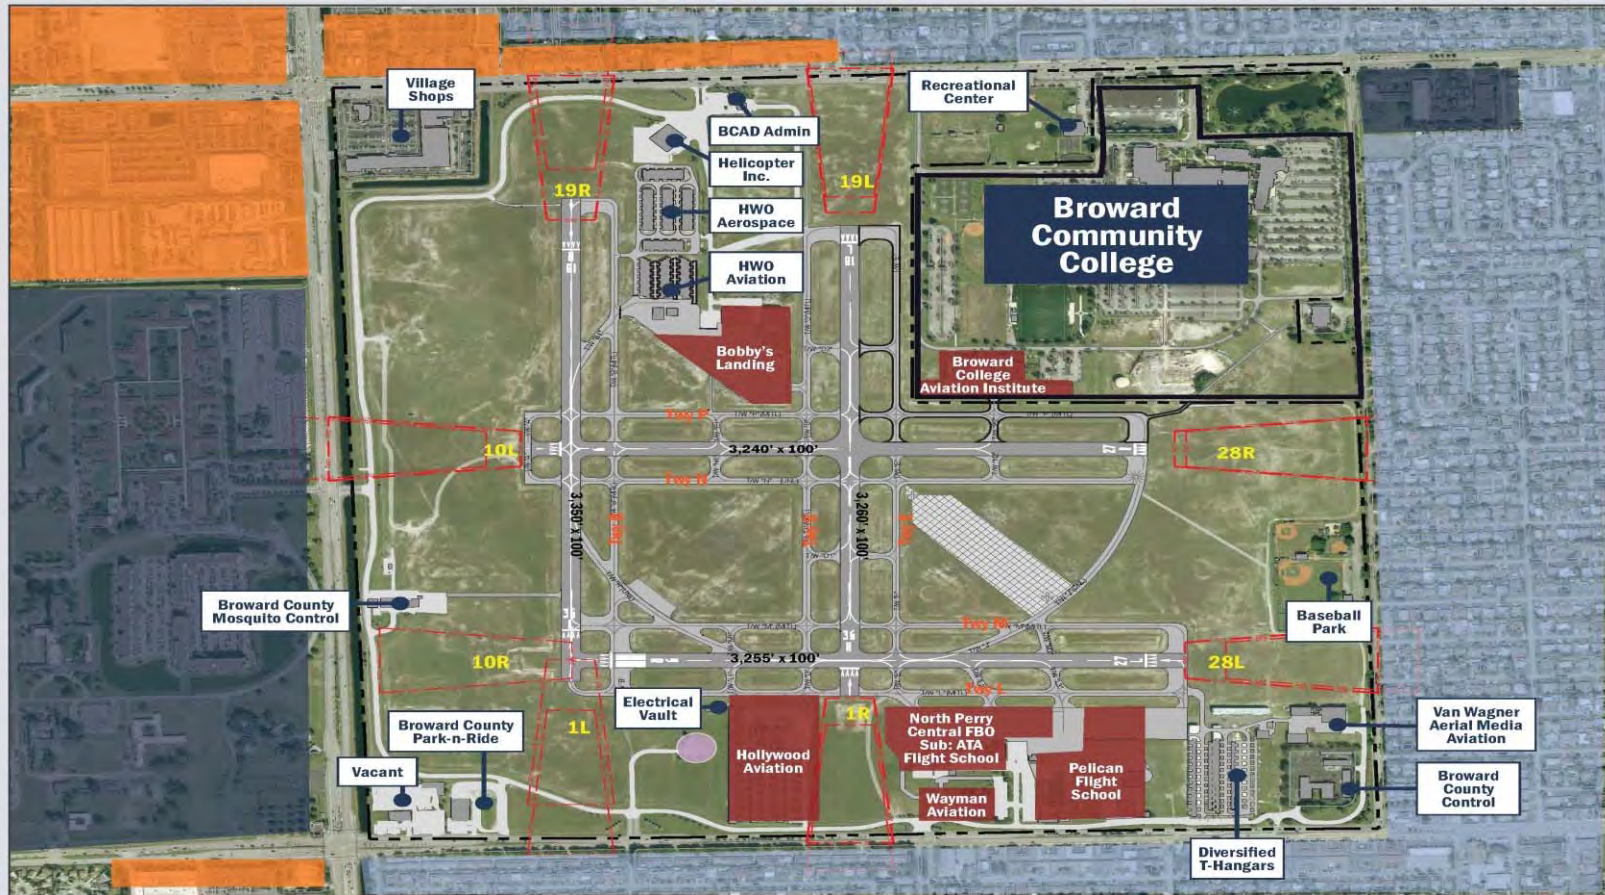 Village
Shops
BCAD Admin
Helicopter
Inc.
HWO
Aerospace
HWO
Aviation
Recreational
Center
Broward
Community
College
19R
19L
Bobby's
Landing
Broward
College
Aviation Institute
Twy P
10L
3,240' x 100'
28R
Twy N
3,350' x 100'
3,260' x 100'
Broward County
Mosquito Control
Baseball
Park
Twy M
10R
3,255' x 100'
28L
Twy L
Electrical
Vault
1L
1R
Broward County
Park-n-Ride
Vacant
Hollywood
Aviation
North Perry
Central FBO
Sub: ATA
Flight School
Wayman
Aviation
Pelican
Flight
School
Van Wagner
Aerial Media
Aviation
Broward
County
Control
Diversified
T-Hangars